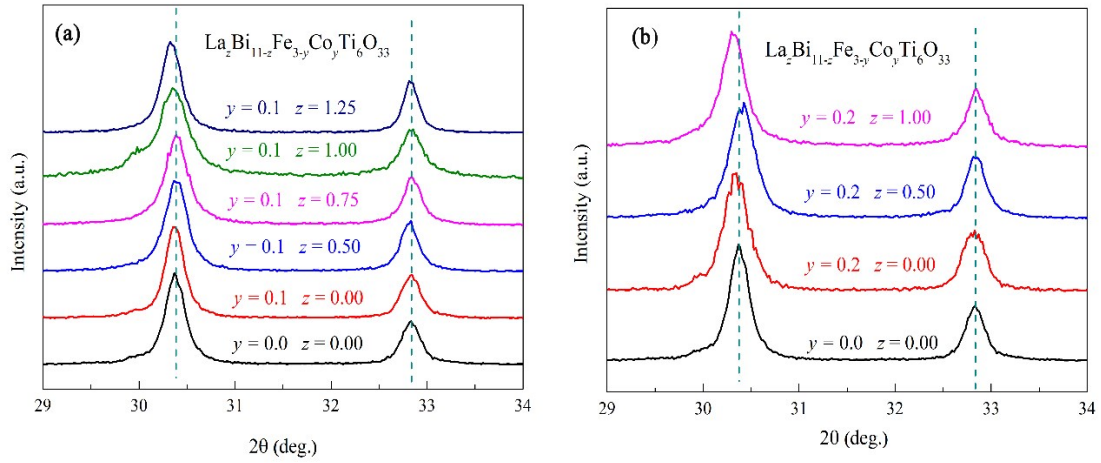 (a)
LazBi11-zFe3-yCoyTi6O33
y = 0.1 z = 1.25
y = 0.1 z = 1.00
y = 0.1 z = 0.75
y = 0.1 z = 0.50
y = 0.1 z = 0.00
y = 0.0 z = 0.00
Intensity (a.u.)
29 30 31 32 33 34
2θ (deg.)
(b)
LazBi11-zFe3-yCoyTi6O33
y = 0.2 z = 1.00
y = 0.2 z = 0.50
y = 0.2 z = 0.00
y = 0.0 z = 0.00
Intensity (a.u.)
29 30 31 32 33 34
2θ (deg.)